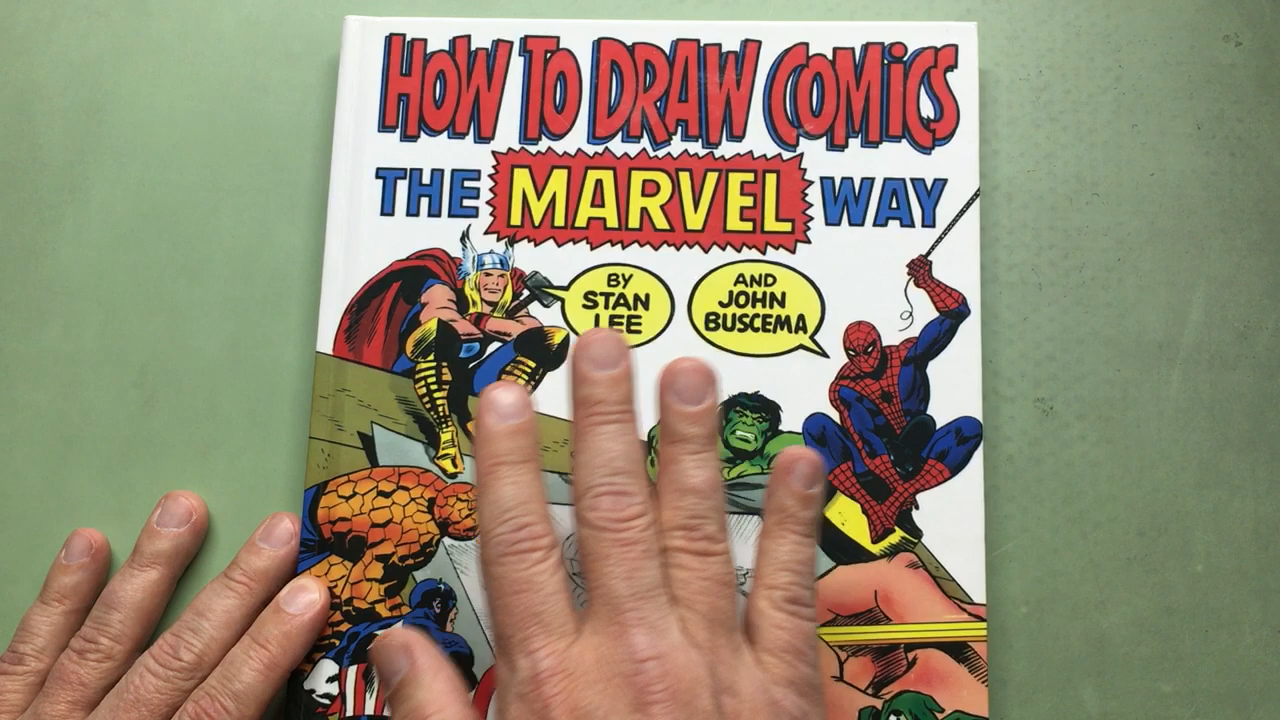 HOW TO DRAW COMICS
THE MARVEL WAY
BY
STAN
LEE
AND
JOHN
BUSCEMA